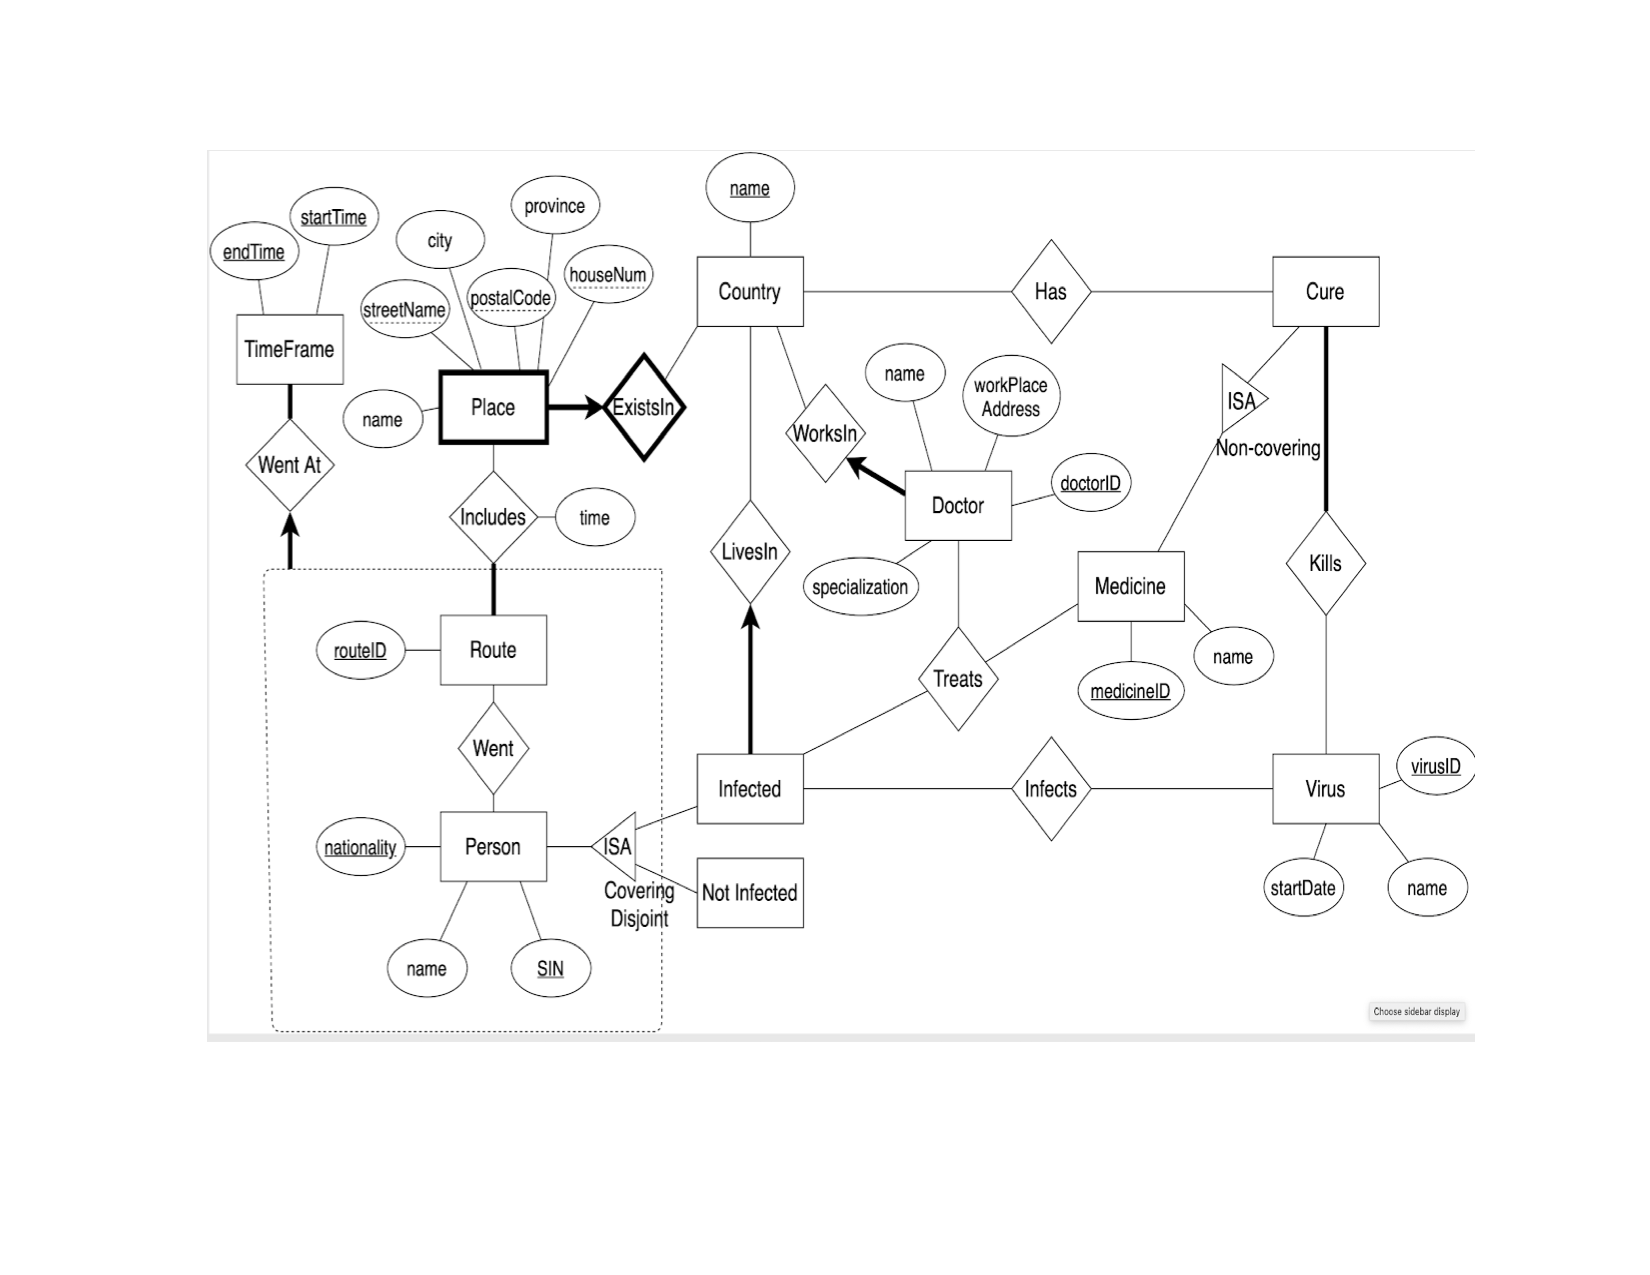 name
province
startTime
city
endTime
houseNum
postalCode
streetName
Country
Has
Cure
TimeFrame
name
workPlace
Address
ISA
Place
ExistsIn
name
WorksIn
Non-covering
Went At
doctorID
Doctor
Includes
time
LivesIn
Kills
specialization
Medicine
routeID
Route
name
Treats
medicineID
Went
virusID
Infected
Infects
Virus
nationality
Person
ISA
Covering
Disjoint
Not Infected
startDate
name
name
SIN
Choose sidebar display